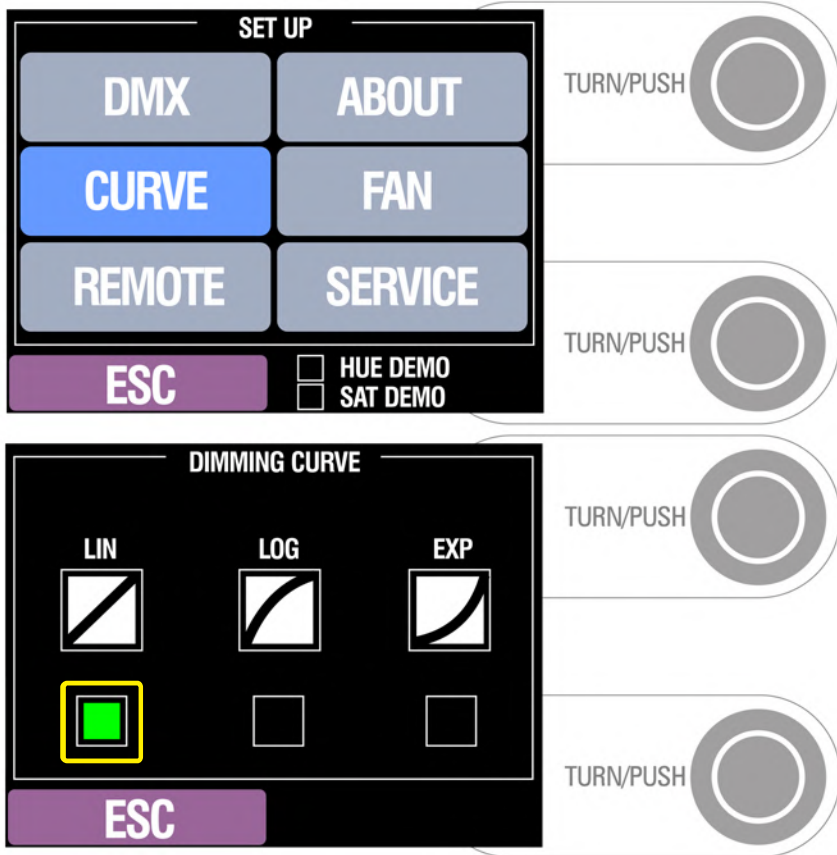 SET UP
DMX ABOUT
TURN/PUSH
CURVE FAN
REMOTE SERVICE
TURN/PUSH
ESC
HUE DEMO
SAT DEMO
DIMMING CURVE
TURN/PUSH
LIN LOG EXP
TURN/PUSH
ESC